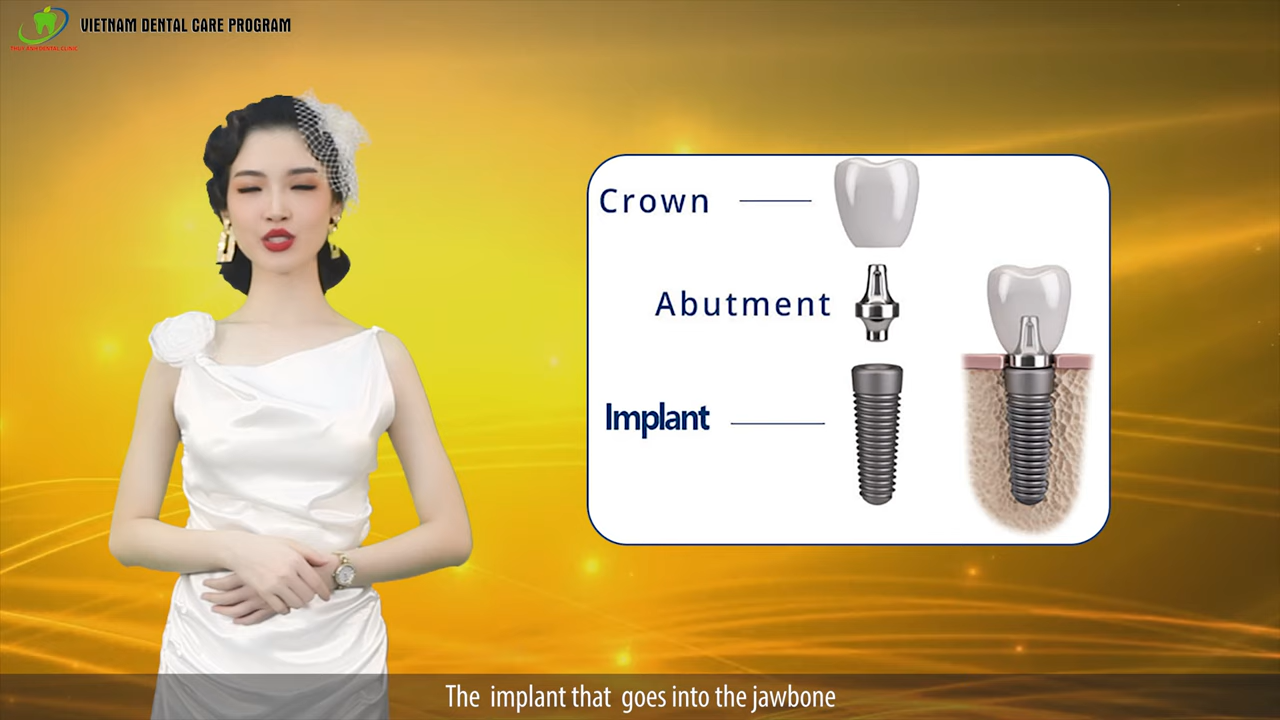 VIETNAM DENTAL CARE PROGRAM
Crown
Abutment
Implant
The implant that goes into the jawbone